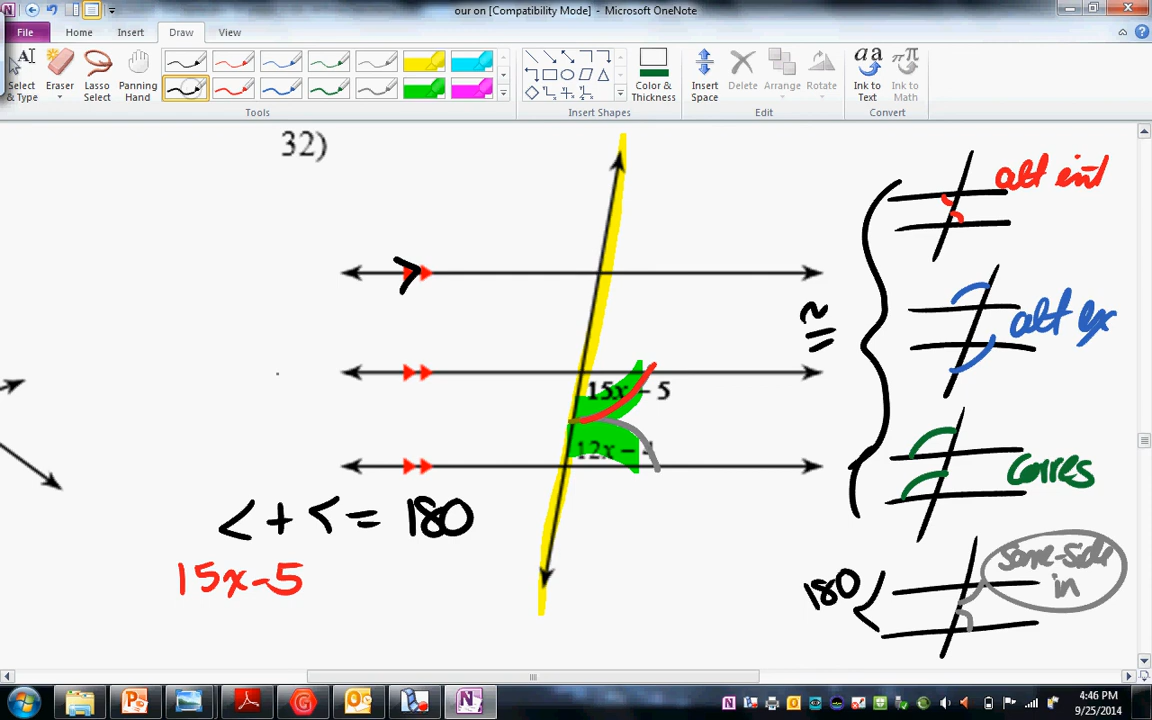 our on [Compatibility Mode] - Microsoft OneNote
File Home Insert Draw View
Select & Type
Eraser
Lasso Select
Panning Hand
Color & Thickness
Insert Space
Delete
Arrange
Rotate
Ink to Text
Ink to Math
Tools
Insert Shapes
Edit
Convert
32)
alt int
≅
alt ex
15x − 5
12x −
corres
< + < = 180
15x-5
180
same-side
in
4:46 PM
9/25/2014